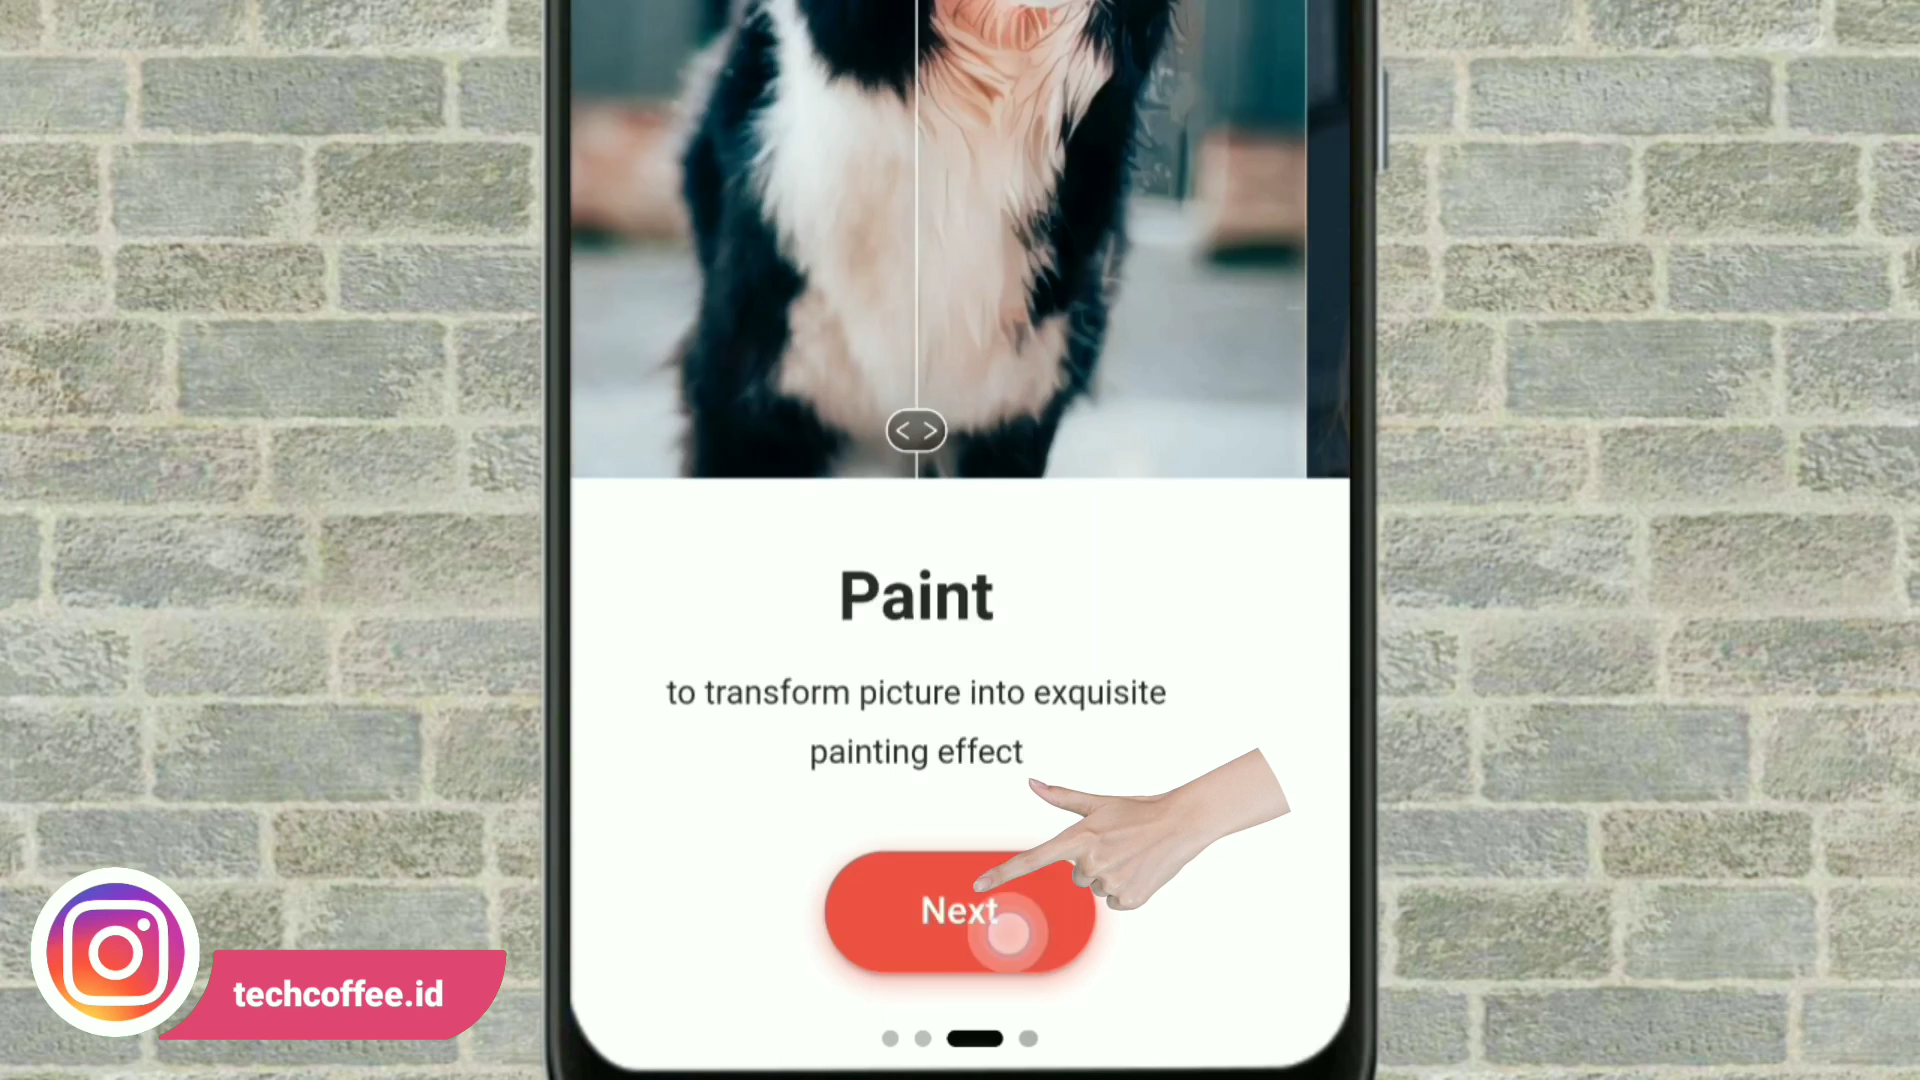 Paint
to transform picture into exquisite
painting effect
Next
techcoffee.id